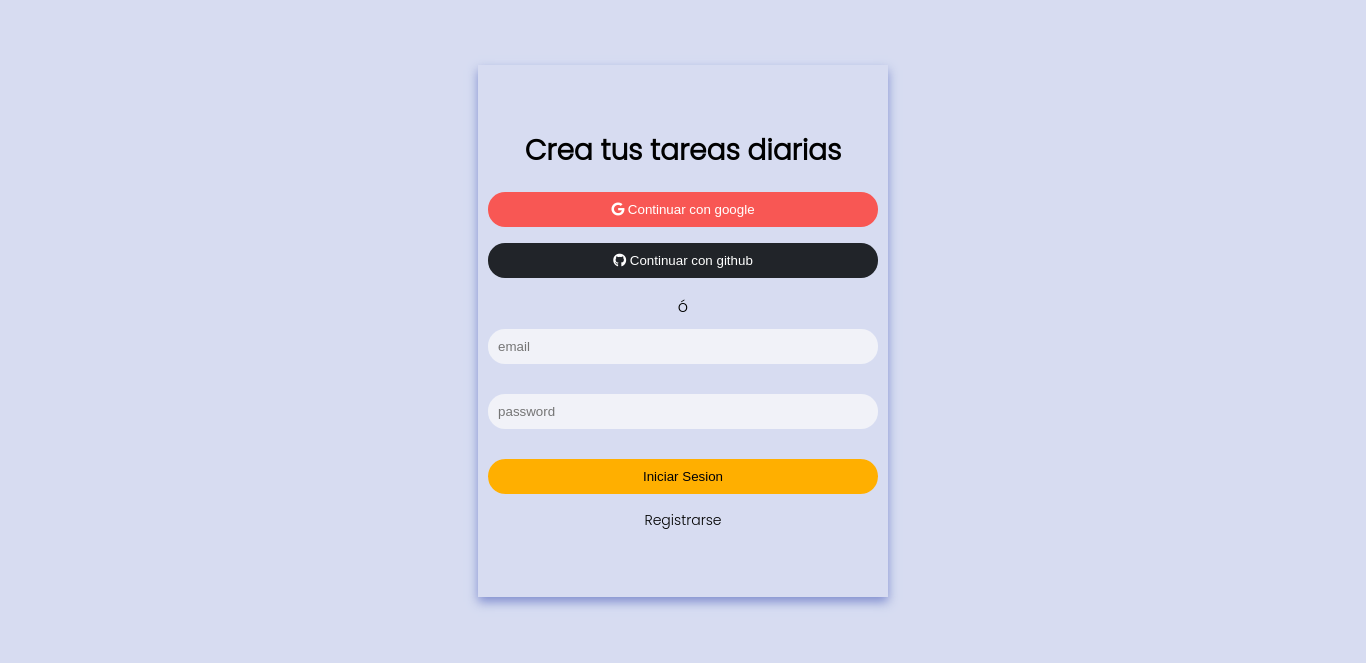 Crea tus tareas diarias
Continuar con google
Continuar con github
Ó
email
password
Iniciar Sesion
Registrarse